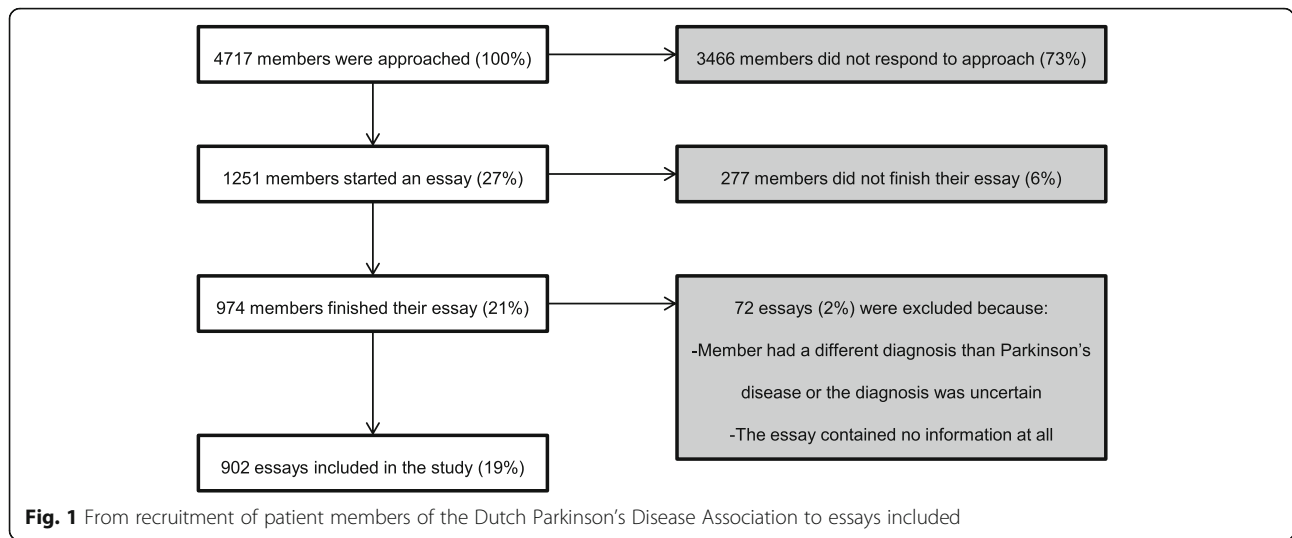 4717 members were approached (100%)
3466 members did not respond to approach (73%)
1251 members started an essay (27%)
277 members did not finish their essay (6%)
974 members finished their essay (21%)
72 essays (2%) were excluded because:
-Member had a different diagnosis than Parkinson's
disease or the diagnosis was uncertain
-The essay contained no information at all
902 essays included in the study (19%)
Fig. 1 From recruitment of patient members of the Dutch Parkinson's Disease Association to essays included